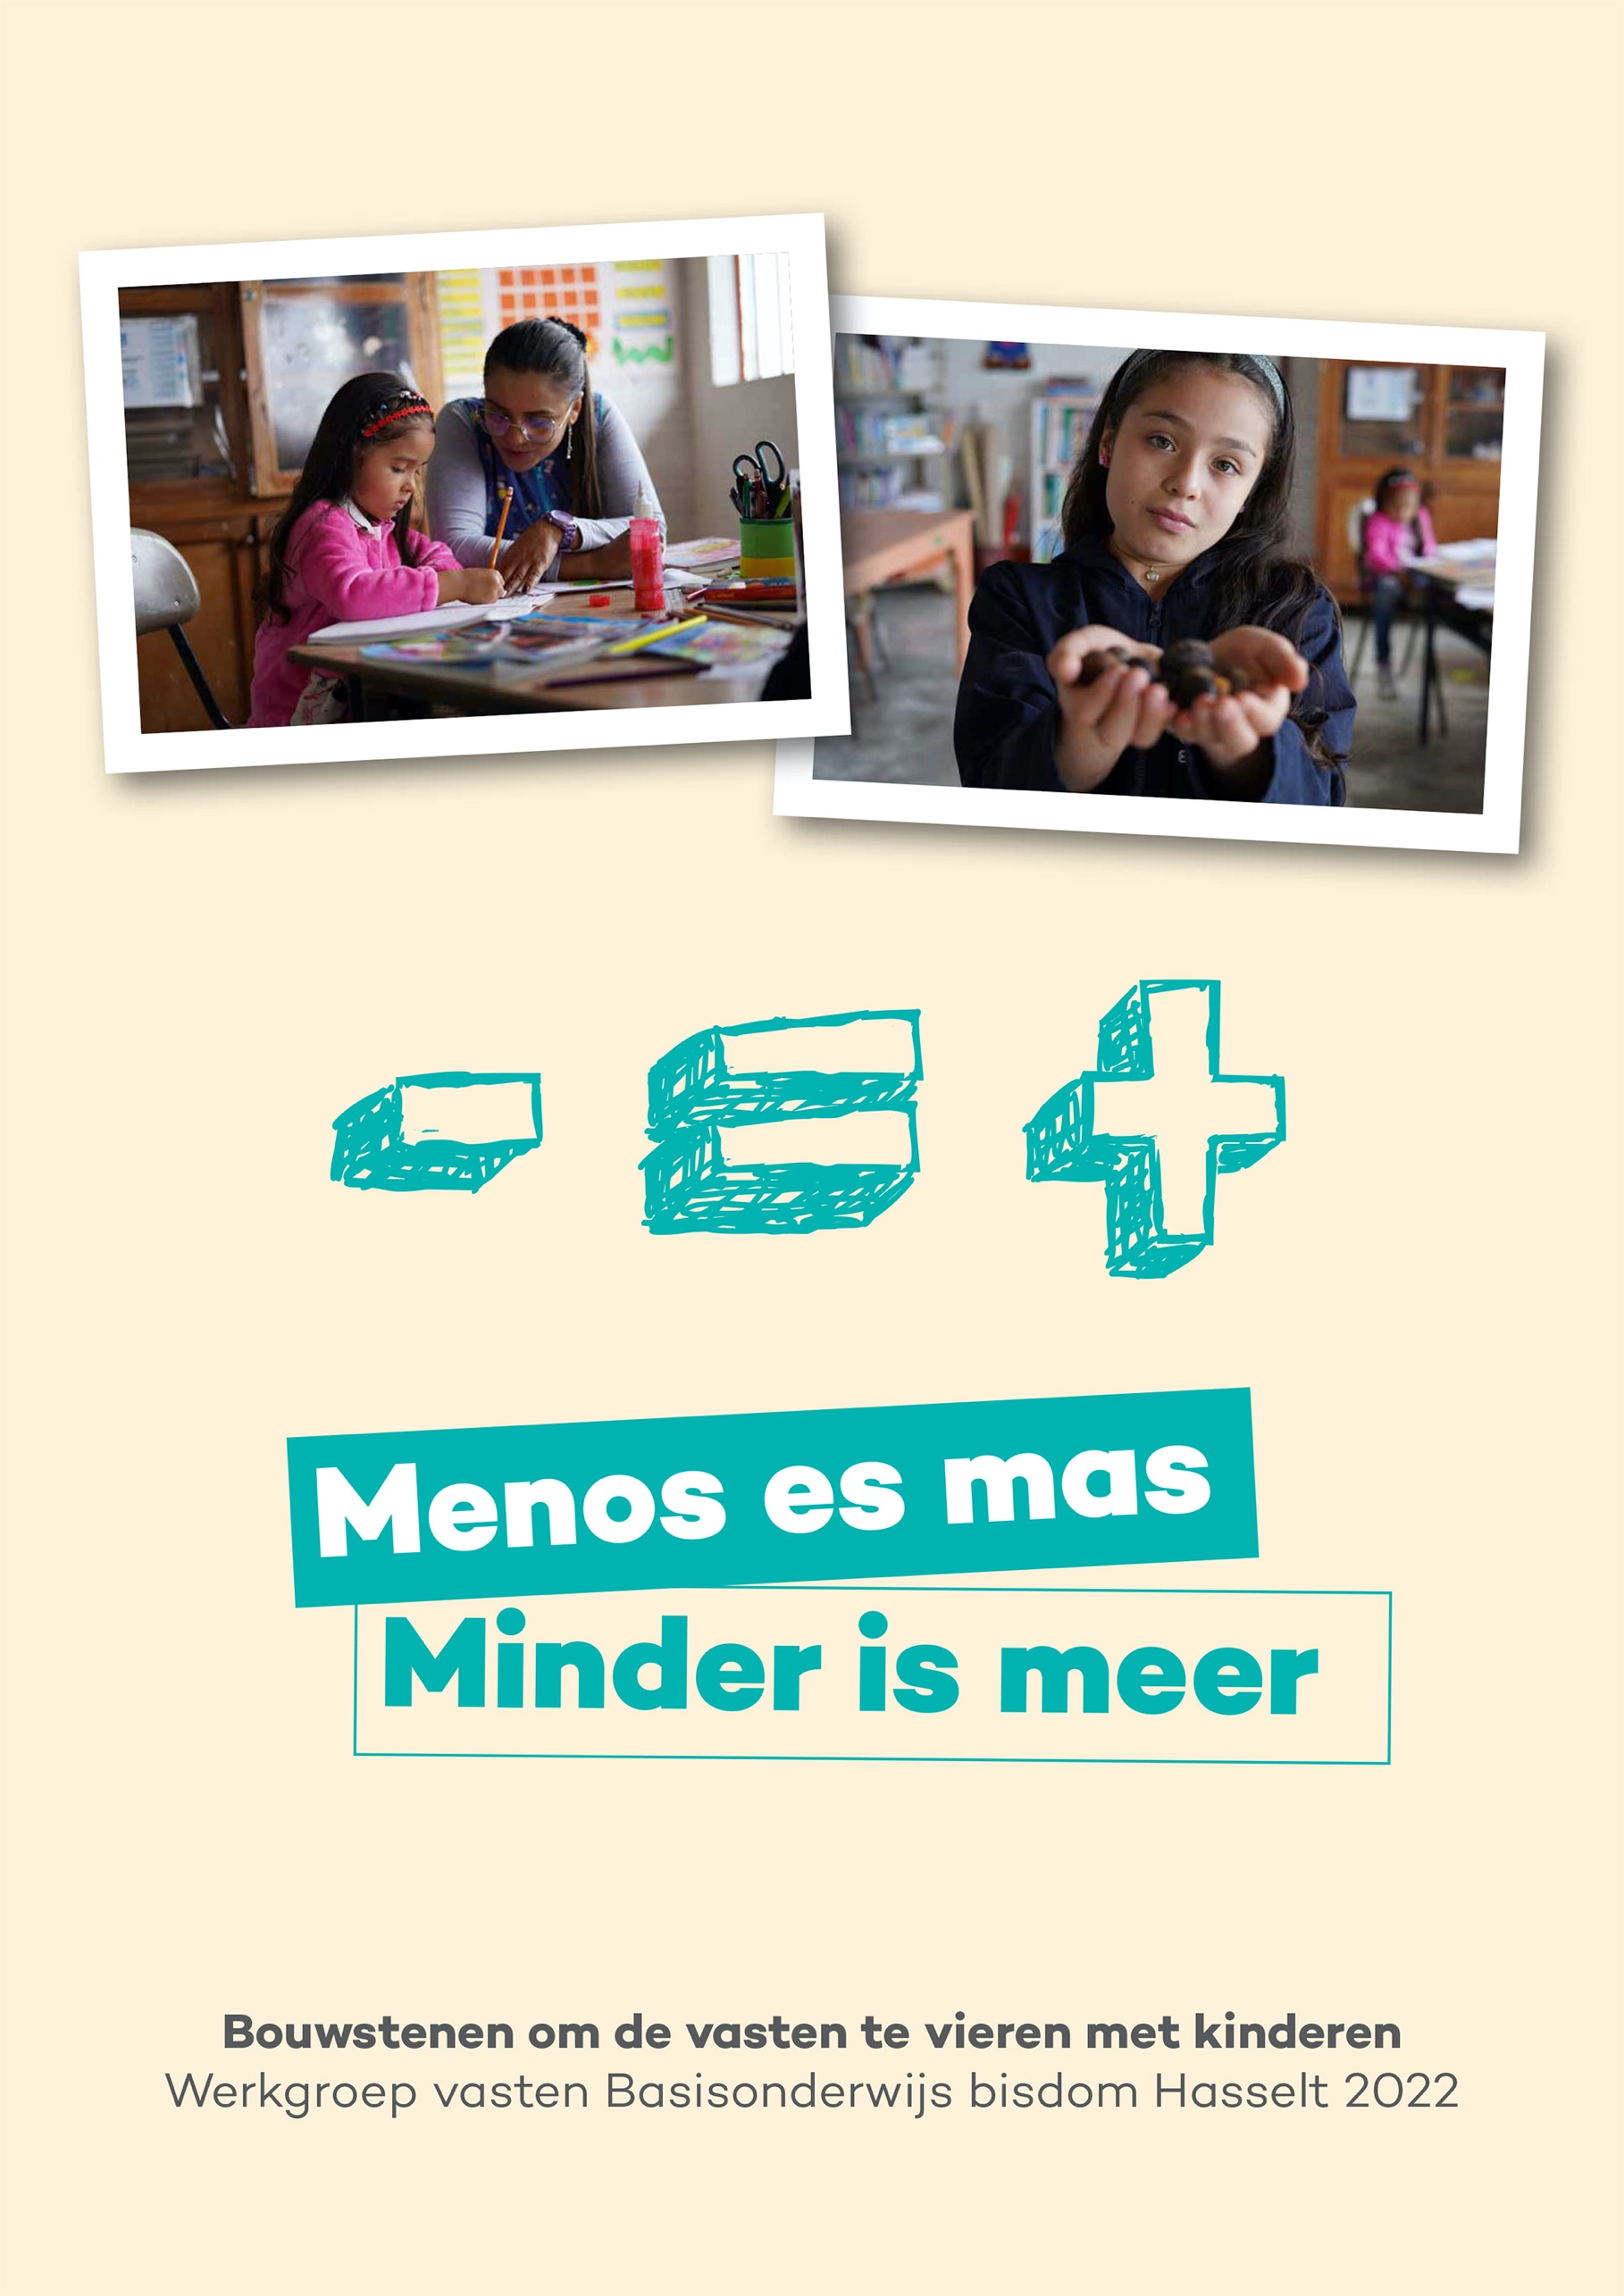 - = +
Menos es mas
Minder is meer
Bouwstenen om de vasten te vieren met kinderen
Werkgroep vasten Basisonderwijs bisdom Hasselt 2022